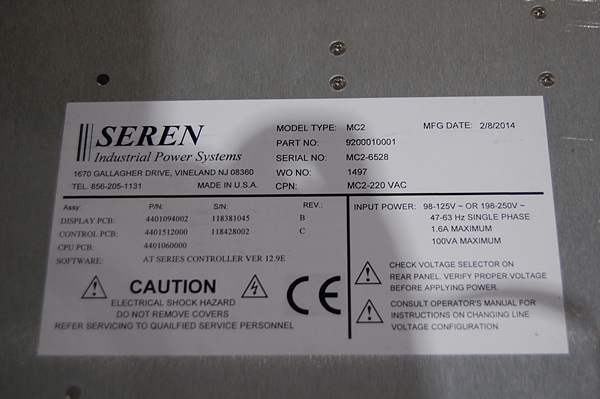 SEREN
Industrial Power Systems
1670 GALLAGHER DRIVE, VINELAND NJ 08360
TEL. 856-205-1131 MADE IN U.S.A.
MODEL TYPE: MC2 MFG DATE: 2/8/2014
PART NO: 9200010001
SERIAL NO: MC2-6528
WO NO: 1497
CPN: MC2-220 VAC
Assy: P/N: S/N: REV.:
DISPLAY PCB: 4401094002 118381045 B
CONTROL PCB: 4401512000 118428002 C
CPU PCB: 4401060000
SOFTWARE: AT SERIES CONTROLLER VER 12.9E
CAUTION
ELECTRICAL SHOCK HAZARD
DO NOT REMOVE COVERS
REFER SERVICING TO QUAILFIED SERVICE PERSONNEL
CE
INPUT POWER: 98-125V ~ OR 198-250V ~
47-63 Hz SINGLE PHASE
1.6A MAXIMUM
100VA MAXIMUM
CHECK VOLTAGE SELECTOR ON
REAR PANEL. VERIFY PROPER VOLTAGE
BEFORE APPLYING POWER.
CONSULT OPERATOR'S MANUAL FOR
INSTRUCTIONS ON CHANGING LINE
VOLTAGE CONFIGURATION.